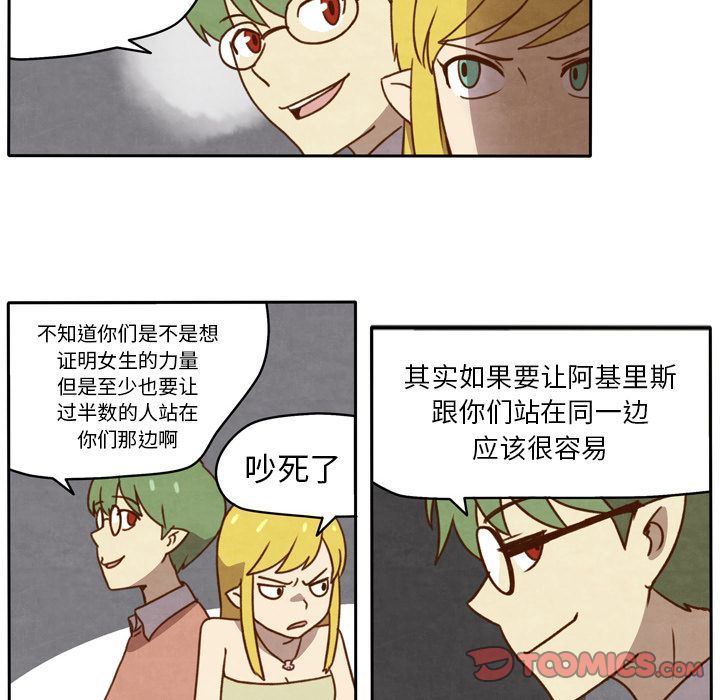 不知道你们是不是想
证明女生的力量
但是至少也要让
过半数的人站在
你们那边啊
吵死了
其实如果要让阿基里斯
跟你们站在同一边
应该很容易
TOOMICS.COM